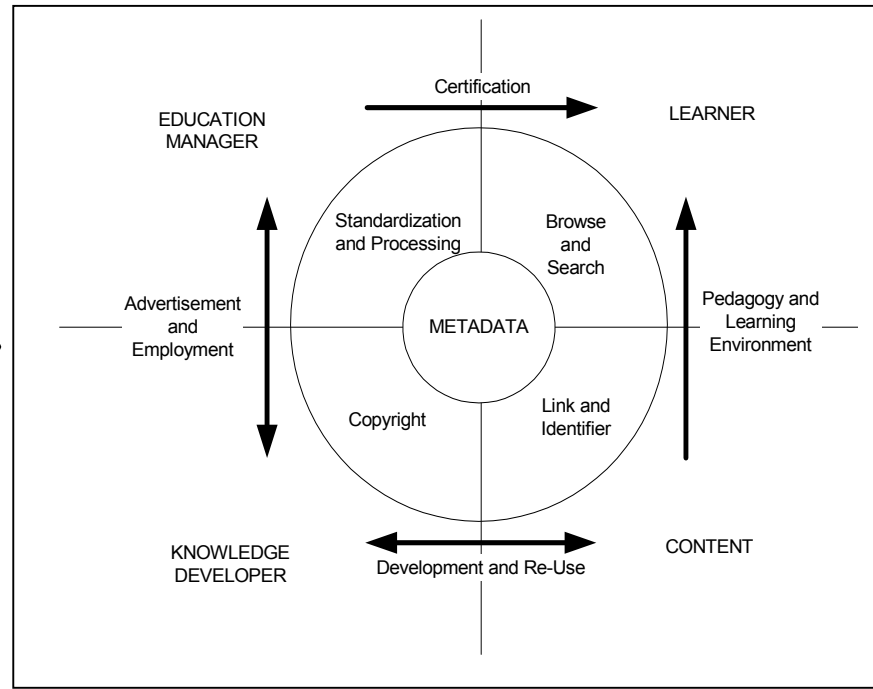 Certification
EDUCATION
MANAGER
LEARNER
Standardization
and Processing
Browse
and
Search
Advertisement
and
Employment
METADATA
Pedagogy and
Learning
Environment
Copyright
Link and
Identifier
KNOWLEDGE
DEVELOPER
Development and Re-Use
CONTENT